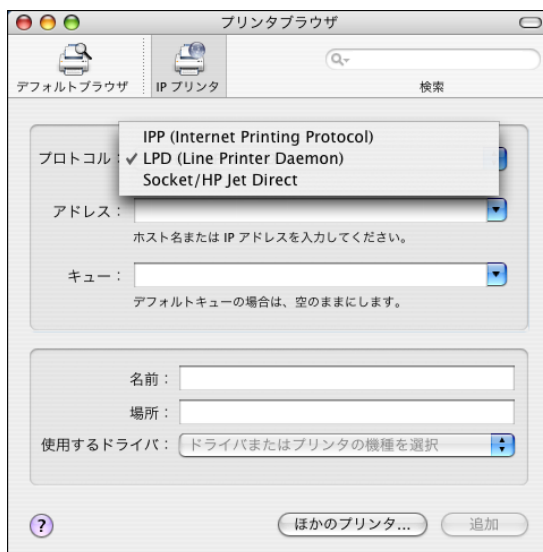 プリンタブラウザ
デフォルトブラウザ
IP プリンタ
検索
プロトコル：
IPP (Internet Printing Protocol)
✓ LPD (Line Printer Daemon)
Socket/HP Jet Direct
アドレス：
ホスト名または IP アドレスを入力してください。
キュー：
デフォルトキューの場合は、空のままにします。
名前：
場所：
使用するドライバ： ドライバまたはプリンタの機種を選択
? ほかのプリンタ... 追加